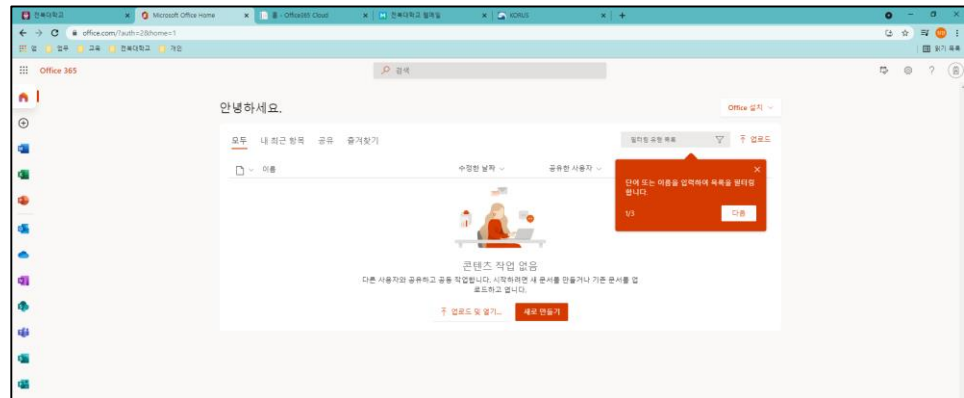 전북대학교
Microsoft Office Home
홈 - Office365 Cloud
전북대학교 웹메일
KORUS
office.com/?auth=2&home=1
앱 업무 교육 전북대학교 개인
읽기 목록
Office 365
검색
안녕하세요.
Office 설치
모두 내 최근 항목 공유 즐겨찾기
업로드
이름 수정한 날짜 공유한 사용자
단어 또는 이름을 입력하여 목록을 필터링
합니다.
1/3 다음
콘텐츠 작업 없음
다른 사용자와 공유하고 공동 작업합니다. 시작하려면 새 문서를 만들거나 기존 문서를 업
로드하고 엽니다.
업로드 및 열기... 새로 만들기